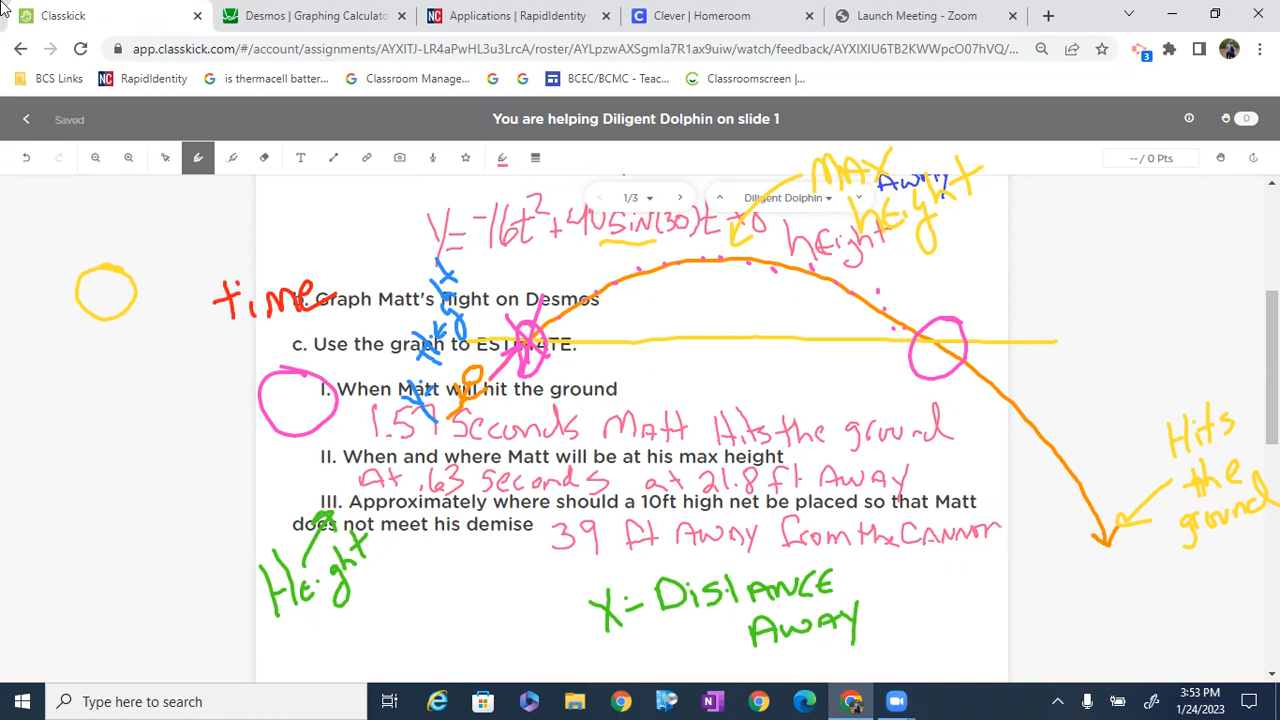 Classkick
Desmos | Graphing Calculato
Applications | RapidIdentity
Clever | Homeroom
Launch Meeting - Zoom
app.classkick.com/#/account/assignments/AYXITJ-LR4aPwHL3u3LrcA/roster/AYLpzwAXSgmIa7R1ax9uiw/watch/feedback/AYXIXIU6TB2KWWpcO07hVQ/...
3
BCS Links
RapidIdentity
is thermacell batter...
Classroom Manage...
BCEC/BCMC - Teac...
Classroomscreen |...
Saved
You are helping Diligent Dolphin on slide 1
0
T
-- / 0 Pts
1/3
Diligent Dolphin
MAX
height
AWAY
y = -16t² + 40 sin(30)t + 0
height
time
b. Graph Matt's flight on Desmos
c. Use the graph to ESTIMATE:
y = Height
I. When Matt will hit the ground
1.57 seconds Matt Hits the ground
II. When and where Matt will be at his max height
At .63 seconds at 21.8 ft Away
III. Approximately where should a 10ft high net be placed so that Matt
does not meet his demise
39 ft Away from the CANNON
Hits
the
ground
Height
X = DistANCE
AWAY
Type here to search
3:53 PM
1/24/2023